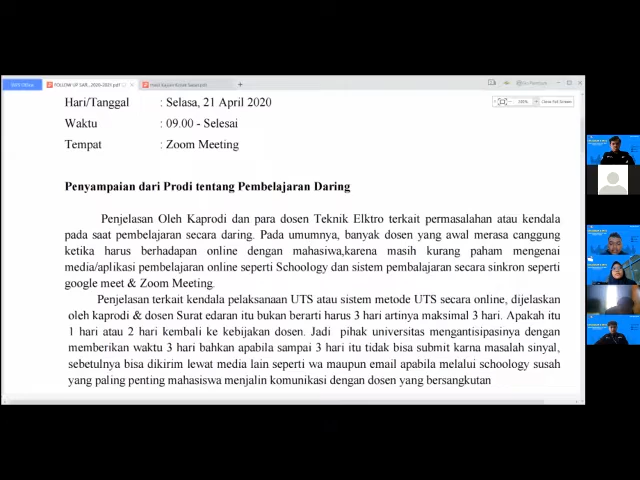 FOLLOW UP SAR...2020-2021.pdf
Hari/Tanggal : Selasa, 21 April 2020
Waktu : 09.00 - Selesai
Tempat : Zoom Meeting
Penyampaian dari Prodi tentang Pembelajaran Daring
Penjelasan Oleh Kaprodi dan para dosen Teknik Elktro terkait permasalahan atau kendala
pada saat pembelajaran secara daring. Pada umumnya, banyak dosen yang awal merasa canggung
ketika harus berhadapan online dengan mahasiwa,karena masih kurang paham mengenai
media/aplikasi pembelajaran online seperti Schoology dan sistem pembalajaran secara sinkron seperti
google meet & Zoom Meeting.
Penjelasan terkait kendala pelaksanaan UTS atau sistem metode UTS secara online, dijelaskan
oleh kaprodi & dosen Surat edaran itu bukan berarti harus 3 hari artinya maksimal 3 hari. Apakah itu
1 hari atau 2 hari kembali ke kebijakan dosen. Jadi pihak universitas mengantisipasinya dengan
memberikan waktu 3 hari bahkan apabila sampai 3 hari itu tidak bisa submit karna masalah sinyal,
sebetulnya bisa dikirim lewat media lain seperti wa maupun email apabila melalui schoology susah
yang paling penting mahasiswa menjalin komunikasi dengan dosen yang bersangkutan